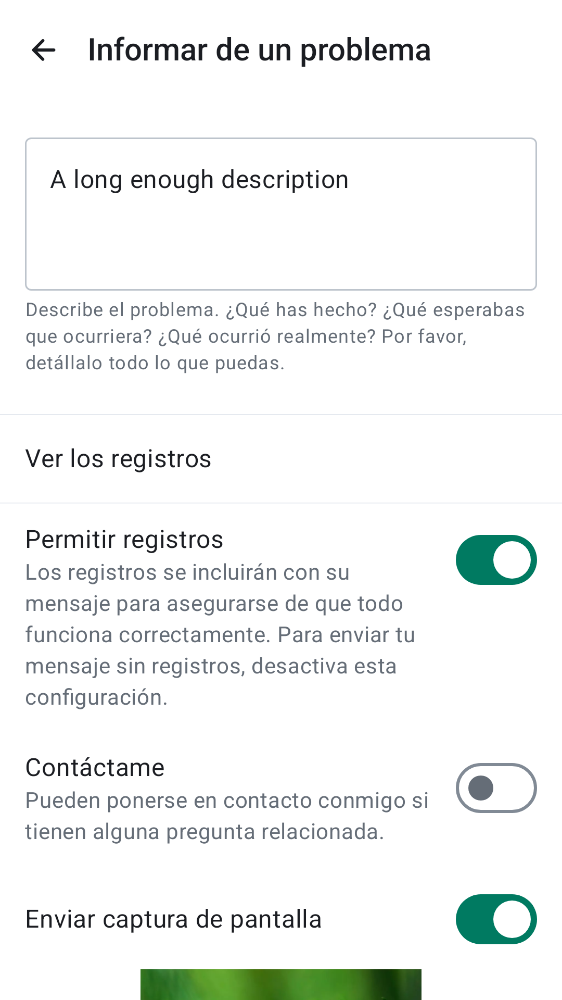 Informar de un problema
A long enough description
Describe el problema. ¿Qué has hecho? ¿Qué esperabas
que ocurriera? ¿Qué ocurrió realmente? Por favor,
detállalo todo lo que puedas.
Ver los registros
Permitir registros
Los registros se incluirán con su
mensaje para asegurarse de que todo
funciona correctamente. Para enviar tu
mensaje sin registros, desactiva esta
configuración.
Contáctame
Pueden ponerse en contacto conmigo si
tienen alguna pregunta relacionada.
Enviar captura de pantalla